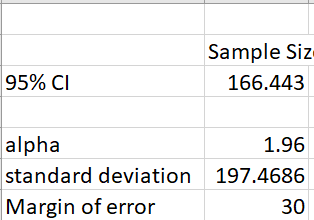 Sample Siz
95% CI 166.443
alpha 1.96
standard deviation 197.4686
Margin of error 30